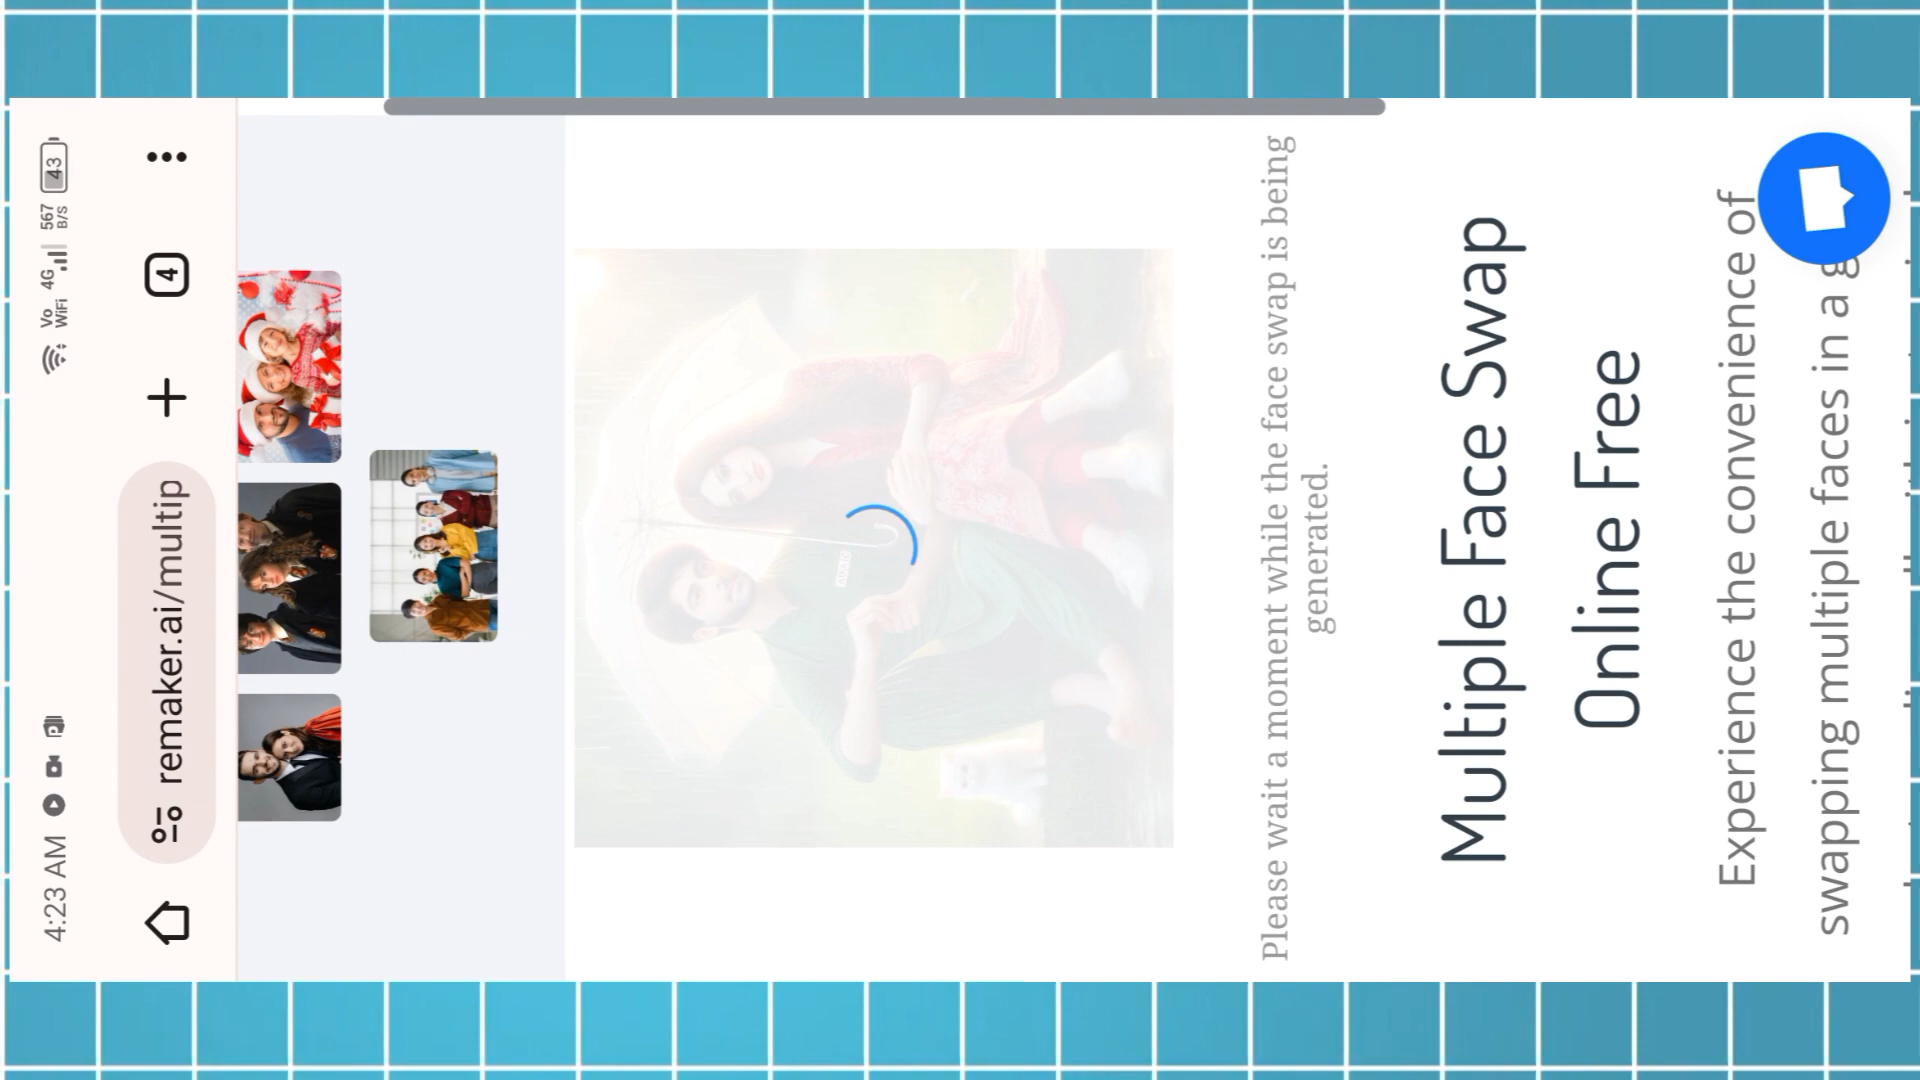 4:23 AM
Vo WiFi
4G
567 B/S
43
remaker.ai/multip
4
Please wait a moment while the face swap is being
generated.
Multiple Face Swap
Online Free
Experience the convenience of
swapping multiple faces in a g